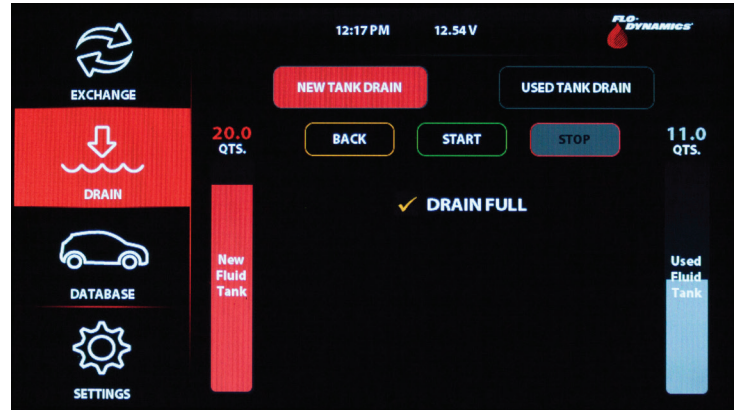 12:17 PM 12.54 V
FLO-
DYNAMICS®
EXCHANGE
NEW TANK DRAIN
USED TANK DRAIN
20.0
QTS.
BACK
START
STOP
11.0
QTS.
DRAIN
DRAIN FULL
New
Fluid
Tank
Used
Fluid
Tank
DATABASE
SETTINGS